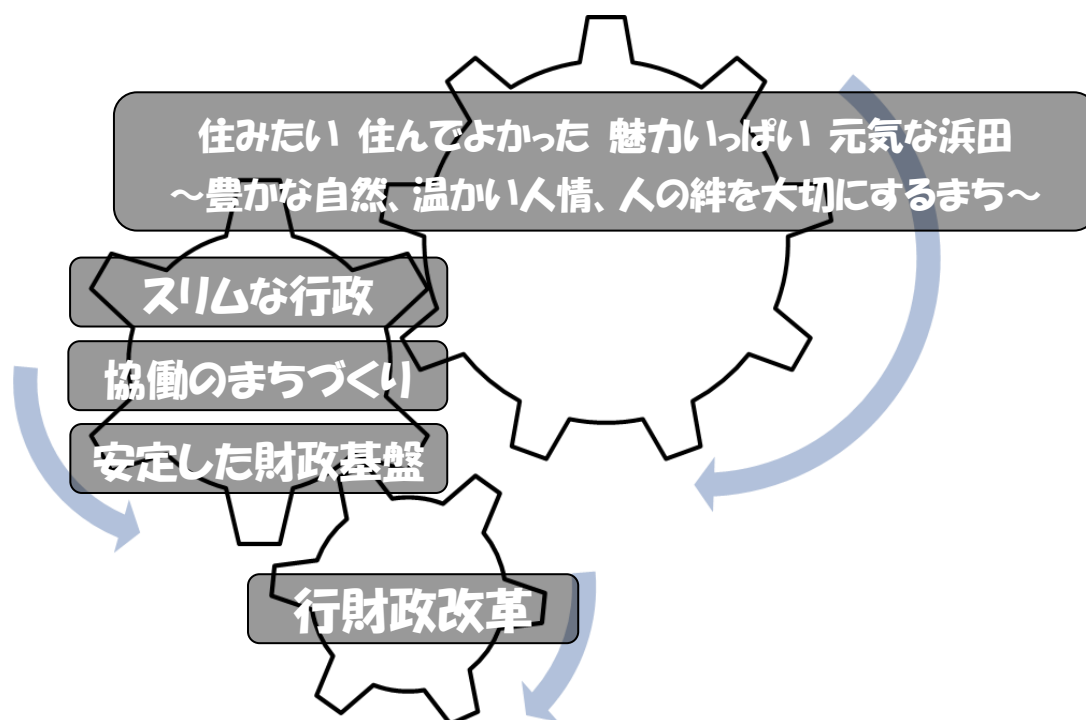 住みたい 住んでよかった 魅力いっぱい 元気な浜田
～豊かな自然、温かい人情、人の絆を大切にするまち～
スリムな行政
協働のまちづくり
安定した財政基盤
行財政改革